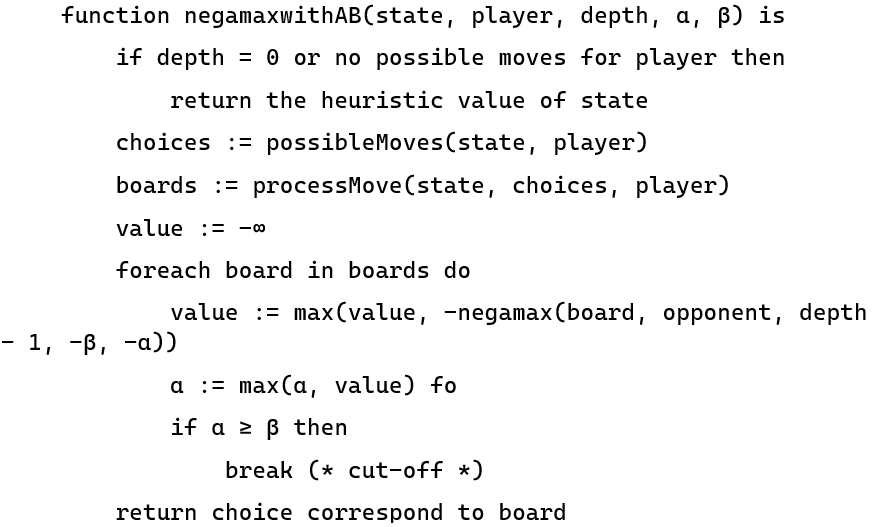 function negamaxwithAB(state, player, depth, α, β) is
if depth = 0 or no possible moves for player then
return the heuristic value of state
choices := possibleMoves(state, player)
boards := processMove(state, choices, player)
value := −∞
foreach board in boards do
value := max(value, −negamax(board, opponent, depth
− 1, −β, −α))
α := max(α, value) fo
if α ≥ β then
break (* cut-off *)
return choice correspond to board